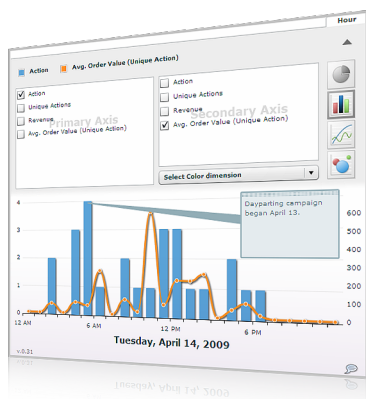 Hour
Action Avg. Order Value (Unique Action)
Primary Axis
Action
Unique Actions
Revenue
Avg. Order Value (Unique Action)
Secondary Axis
Action
Unique Actions
Revenue
Avg. Order Value (Unique Action)
Select Color dimension
Dayparting campaign
began April 13.
4
3
2
1
0
600
500
400
300
200
100
0
12 AM 6 AM 12 PM 6 PM
Tuesday, April 14, 2009
v.0.31